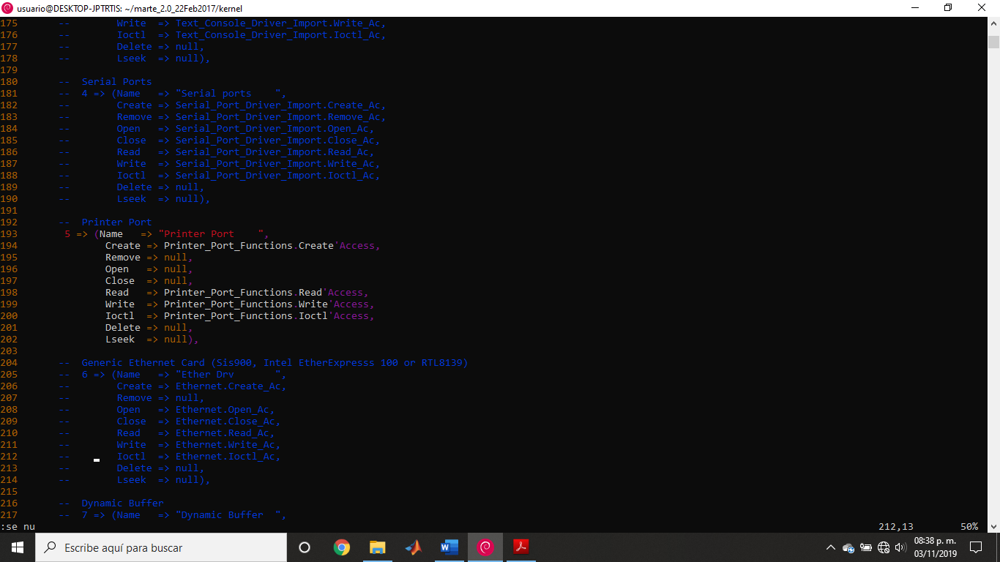 usuario@DESKTOP-JPTRTIS: ~/marte_2.0_22Feb2017/kernel
175       --        Write  => Text_Console_Driver_Import.Write_Ac,
176       --        Ioctl  => Text_Console_Driver_Import.Ioctl_Ac,
177       --        Delete => null,
178       --        Lseek  => null),
179
180       --  Serial Ports
181       --  4 => (Name   => "Serial ports    ",
182       --        Create => Serial_Port_Driver_Import.Create_Ac,
183       --        Remove => Serial_Port_Driver_Import.Remove_Ac,
184       --        Open   => Serial_Port_Driver_Import.Open_Ac,
185       --        Close  => Serial_Port_Driver_Import.Close_Ac,
186       --        Read   => Serial_Port_Driver_Import.Read_Ac,
187       --        Write  => Serial_Port_Driver_Import.Write_Ac,
188       --        Ioctl  => Serial_Port_Driver_Import.Ioctl_Ac,
189       --        Delete => null,
190       --        Lseek  => null),
191
192       --  Printer Port
193        5 => (Name   => "Printer Port    ",
194               Create => Printer_Port_Functions.Create'Access,
195               Remove => null,
196               Open   => null,
197               Close  => null,
198               Read   => Printer_Port_Functions.Read'Access,
199               Write  => Printer_Port_Functions.Write'Access,
200               Ioctl  => Printer_Port_Functions.Ioctl'Access,
201               Delete => null,
202               Lseek  => null),
203
204       --  Generic Ethernet Card (Sis900, Intel EtherExpresss 100 or RTL8139)
205       --  6 => (Name   => "Ether Drv       ",
206       --        Create => Ethernet.Create_Ac,
207       --        Remove => null,
208       --        Open   => Ethernet.Open_Ac,
209       --        Close  => Ethernet.Close_Ac,
210       --        Read   => Ethernet.Read_Ac,
211       --        Write  => Ethernet.Write_Ac,
212       --        Ioctl  => Ethernet.Ioctl_Ac,
213       --        Delete => null,
214       --        Lseek  => null),
215
216       --  Dynamic Buffer
217       --  7 => (Name   => "Dynamic Buffer  ",
:se nu 212,13 50%
Escribe aquí para buscar
08:38 p. m.
03/11/2019